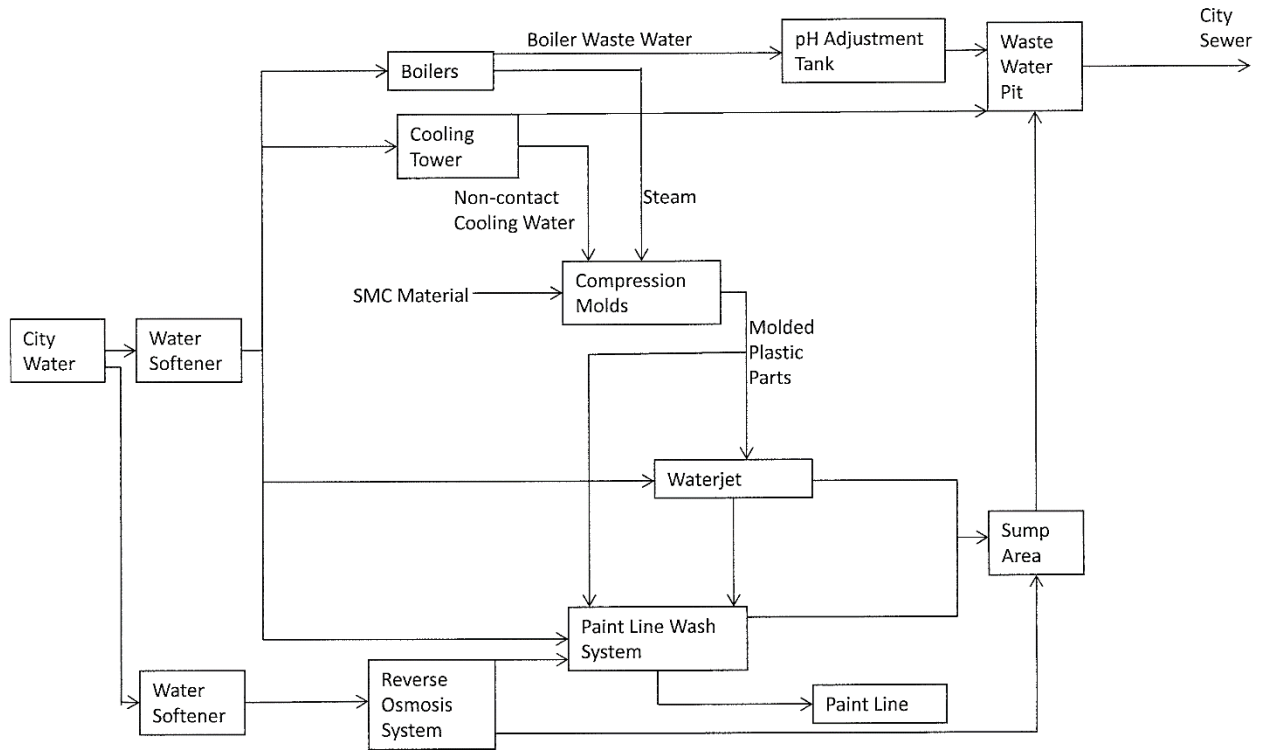 City
Sewer
Boiler Waste Water
pH Adjustment
Tank
Waste
Water
Pit
Boilers
Cooling
Tower
Non-contact
Cooling Water
Steam
SMC Material
Compression
Molds
City
Water
Water
Softener
Molded
Plastic
Parts
Waterjet
Sump
Area
Paint Line Wash
System
Water
Softener
Reverse
Osmosis
System
Paint Line